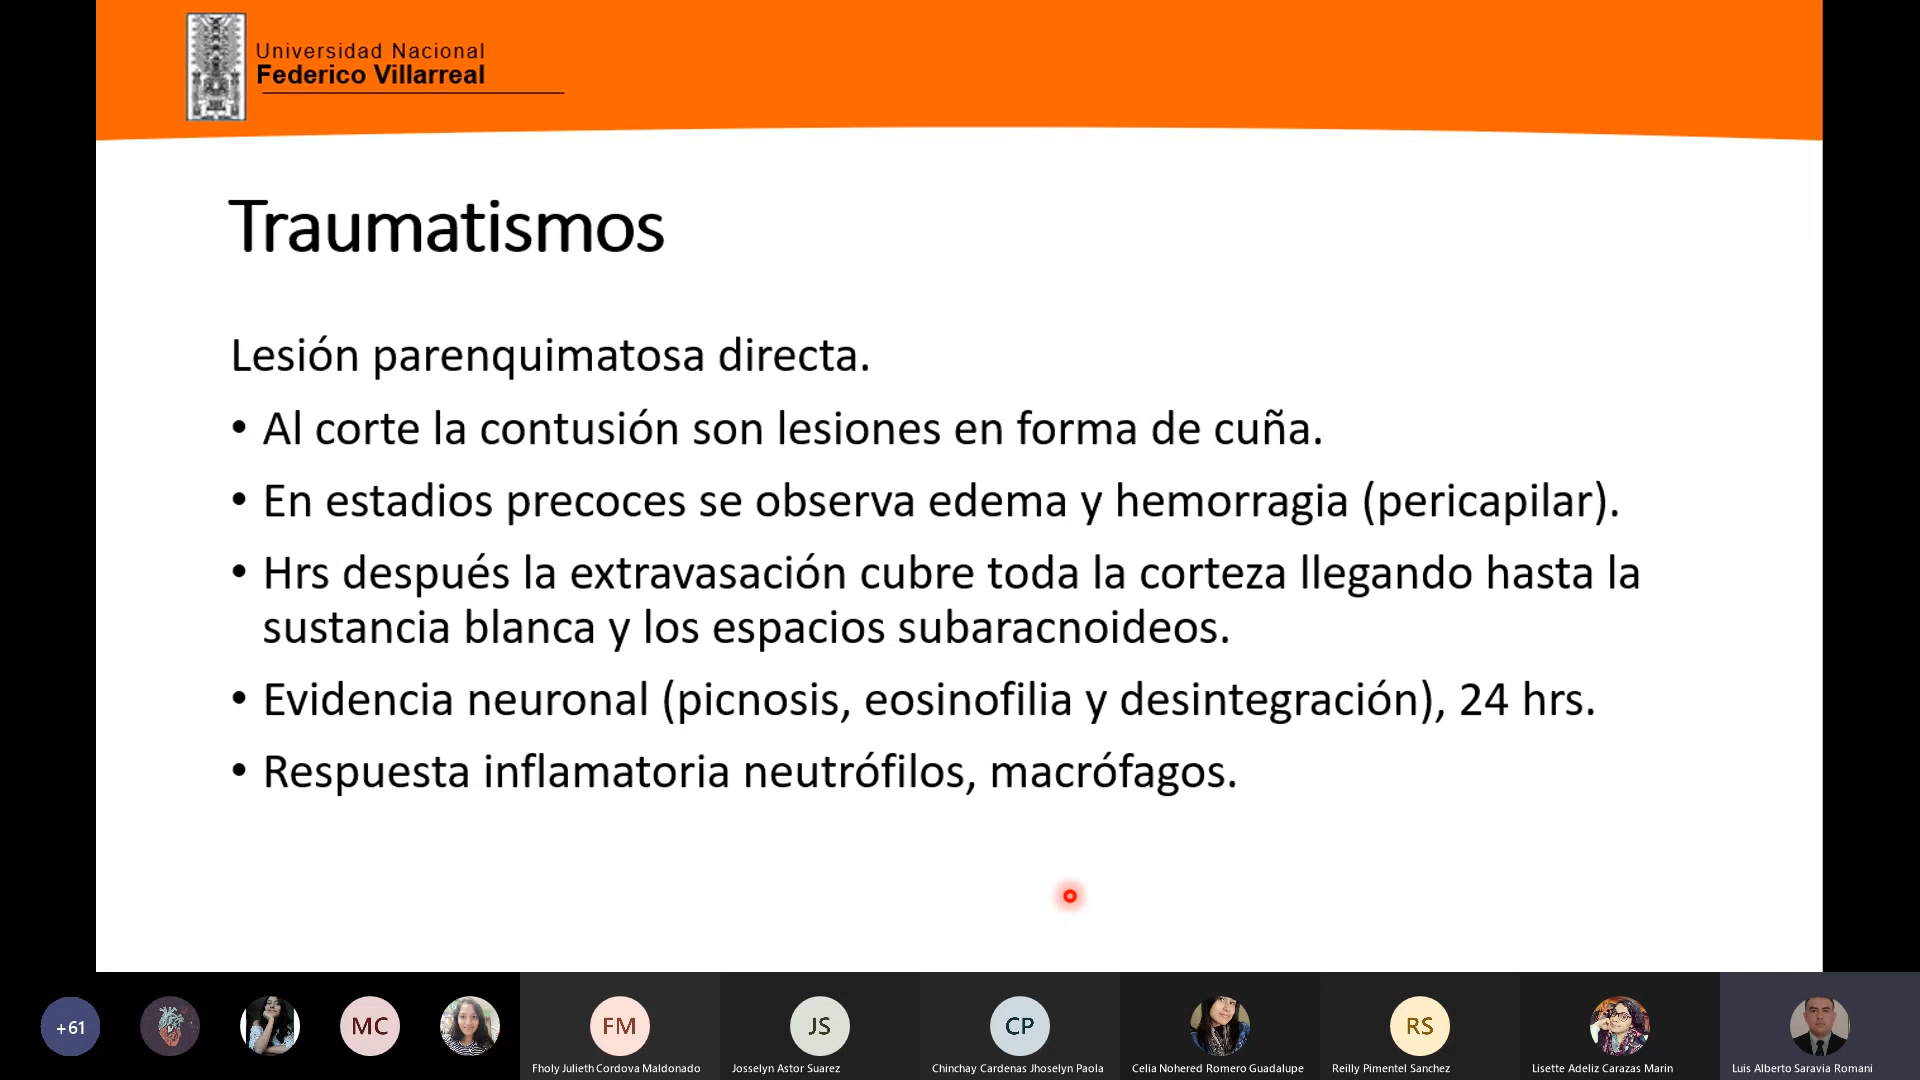 Universidad Nacional
Federico Villarreal
Traumatismos
Lesión parenquimatosa directa.
• Al corte la contusión son lesiones en forma de cuña.
• En estadios precoces se observa edema y hemorragia (pericapilar).
• Hrs después la extravasación cubre toda la corteza llegando hasta la
sustancia blanca y los espacios subaracnoideos.
• Evidencia neuronal (picnosis, eosinofilia y desintegración), 24 hrs.
• Respuesta inflamatoria neutrófilos, macrófagos.
+61
MC
FM
JS
CP
RS
Fholy Julieth Cordova Maldonado
Josselyn Astor Suarez
Chinchay Cardenas Jhoselyn Paola
Celia Nohered Romero Guadalupe
Reilly Pimentel Sanchez
Lisette Adeliz Carazas Marin
Luis Alberto Saravia Romani